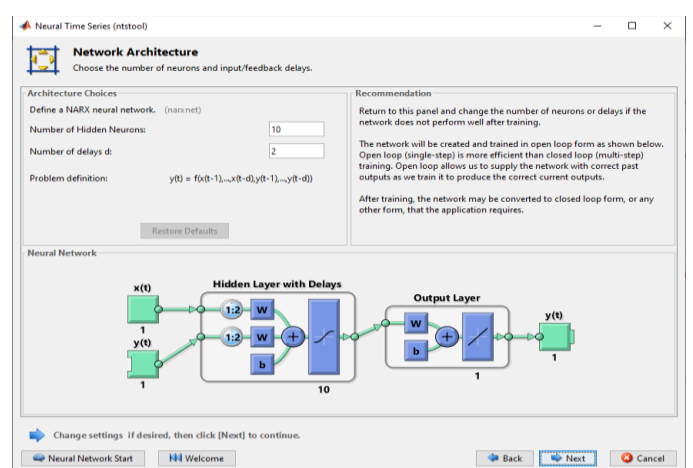 Neural Time Series (ntstool)
Network Architecture
Choose the number of neurons and input/feedback delays.
Architecture Choices
Define a NARX neural network. (narxnet)
Number of Hidden Neurons: 10
Number of delays d: 2
Problem definition: y(t) = f(x(t-1),...,x(t-d),y(t-1),...,y(t-d))
Restore Defaults
Recommendation
Return to this panel and change the number of neurons or delays if the
network does not perform well after training.
The network will be created and trained in open loop form as shown below.
Open loop (single-step) is more efficient than closed loop (multi-step)
training. Open loop allows us to supply the network with correct past
outputs as we train it to produce the correct current outputs.
After training, the network may be converted to closed loop form, or any
other form, that the application requires.
Neural Network
Hidden Layer with Delays
x(t)
1:2 W
1
y(t)
1:2 W
b
1
10
Output Layer
W
b
1
y(t)
1
Change settings if desired, then click [Next] to continue.
Neural Network Start Welcome Back Next Cancel